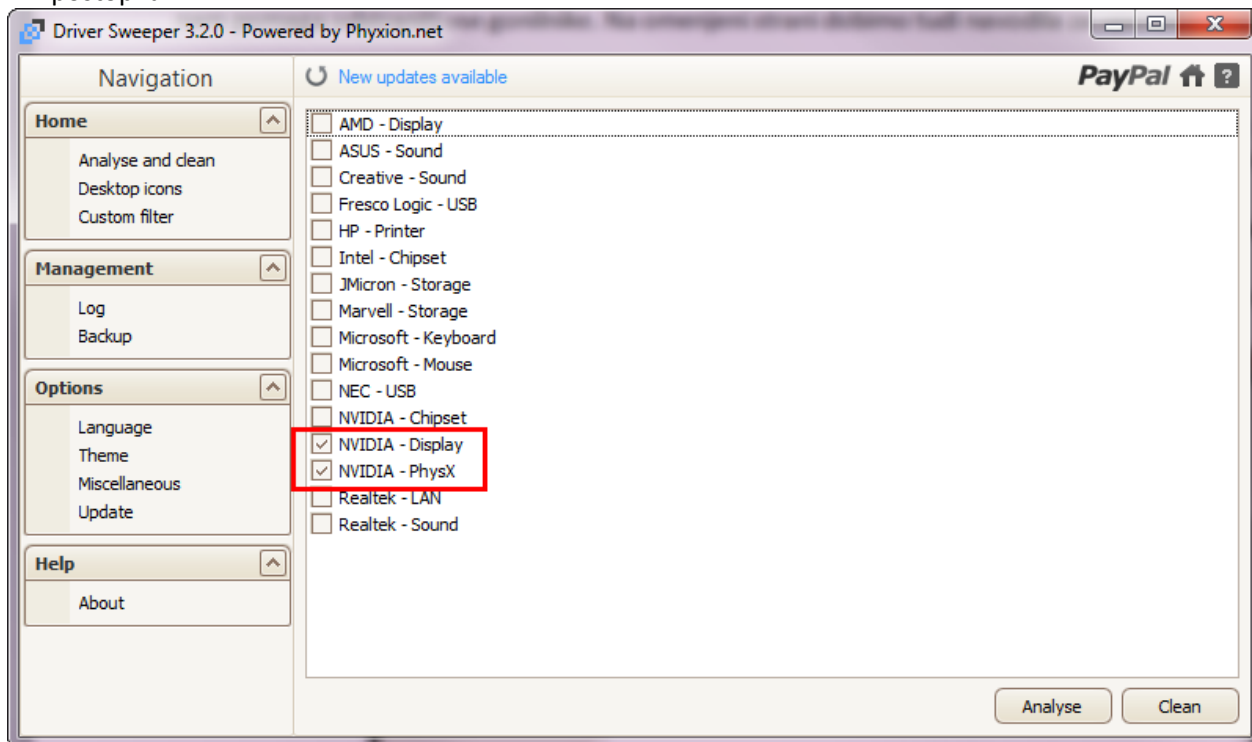 Driver Sweeper 3.2.0 - Powered by Phyxion.net
Navigation
New updates available
PayPal
?
Home
Analyse and clean
Desktop icons
Custom filter
Management
Log
Backup
Options
Language
Theme
Miscellaneous
Update
Help
About
AMD - Display
ASUS - Sound
Creative - Sound
Fresco Logic - USB
HP - Printer
Intel - Chipset
JMicron - Storage
Marvell - Storage
Microsoft - Keyboard
Microsoft - Mouse
NEC - USB
NVIDIA - Chipset
NVIDIA - Display
NVIDIA - PhysX
Realtek - LAN
Realtek - Sound
Analyse
Clean